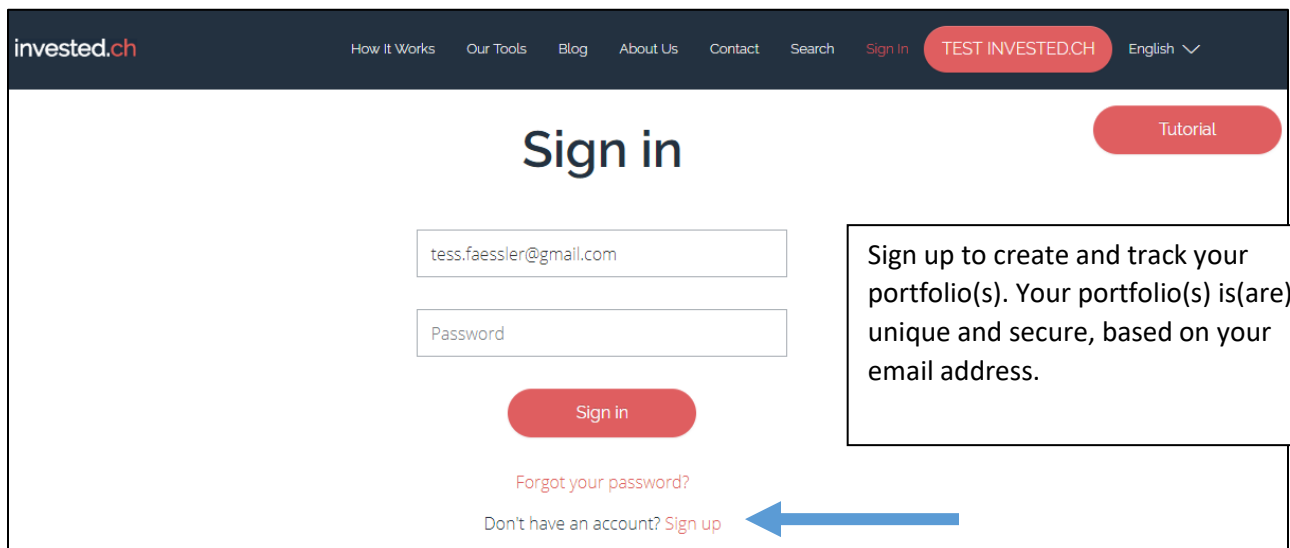 invested.ch How It Works Our Tools Blog About Us Contact Search Sign In TEST INVESTED.CH English
Tutorial
Sign in
tess.faessler@gmail.com
Password
Sign in
Forgot your password?
Don't have an account? Sign up
Sign up to create and track your
portfolio(s). Your portfolio(s) is(are)
unique and secure, based on your
email address.